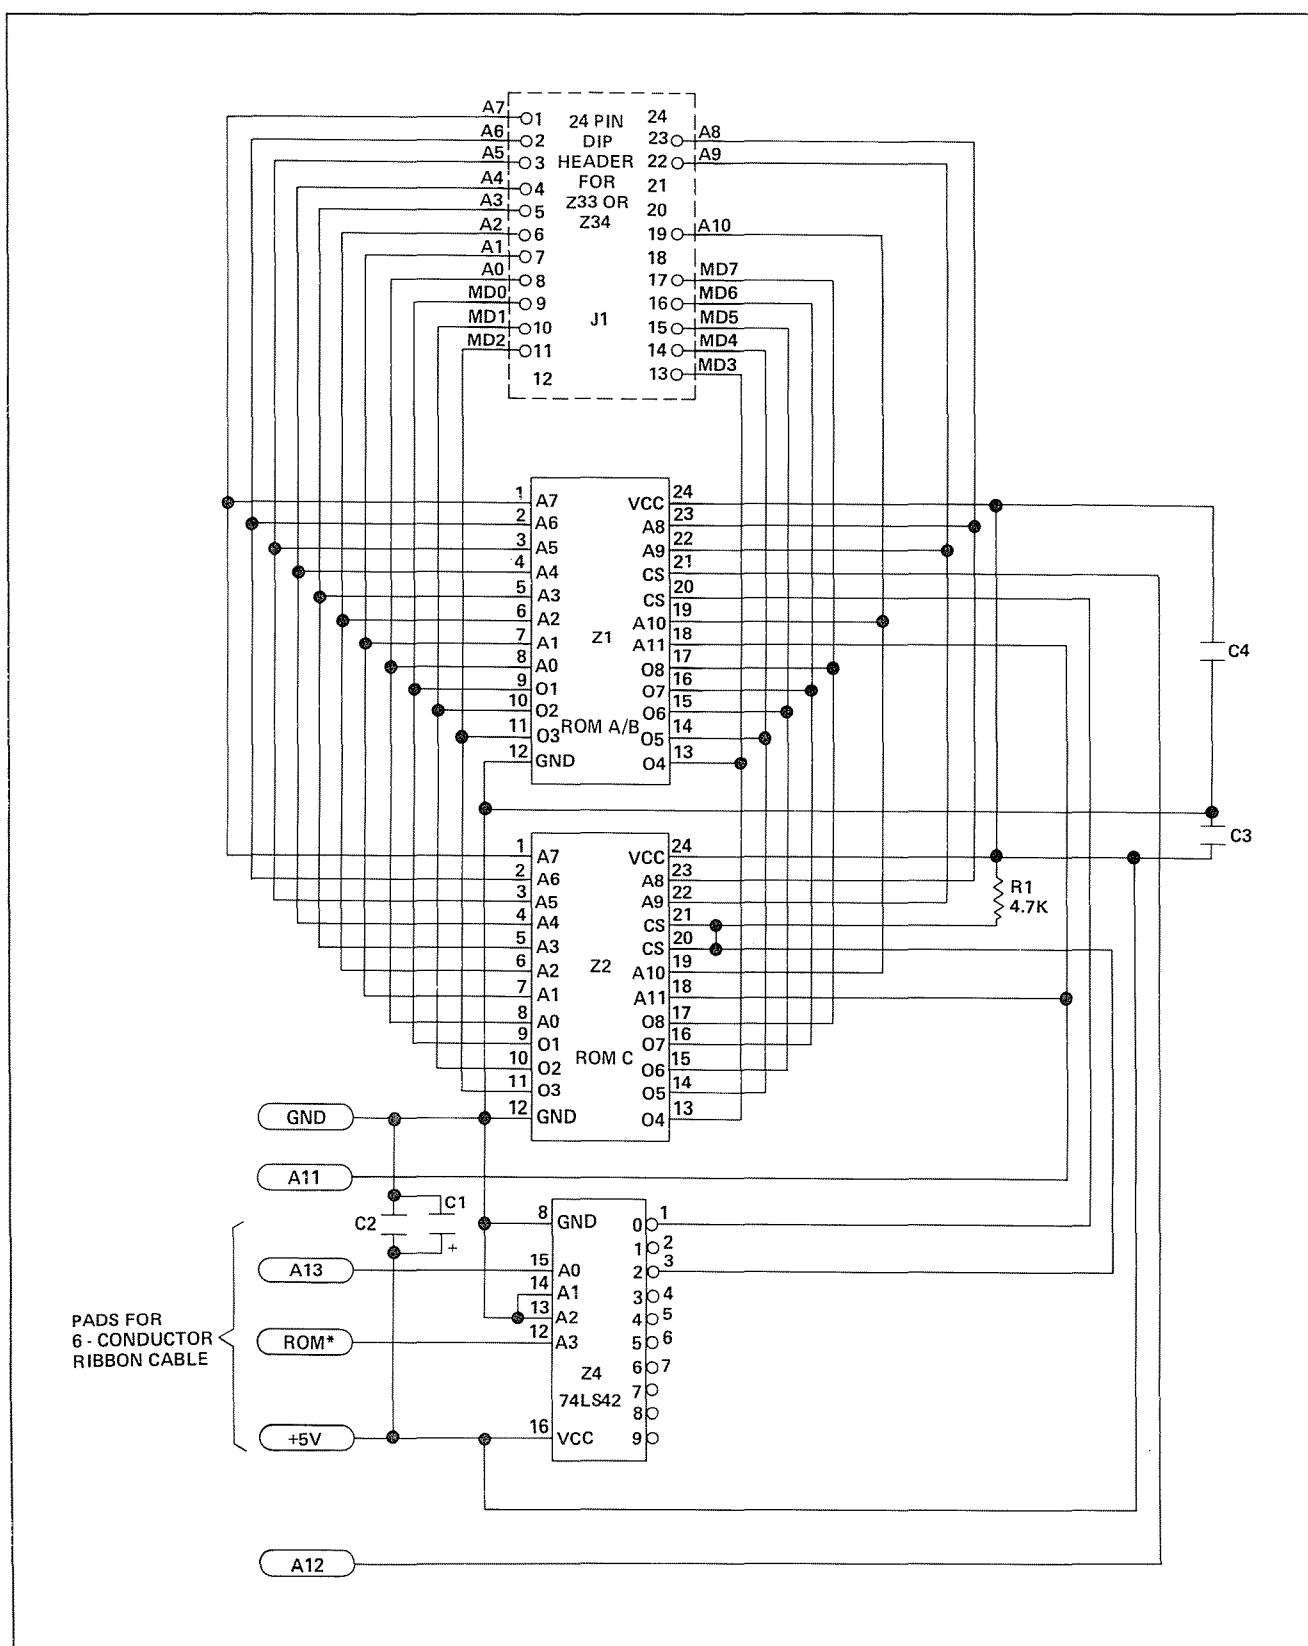 A7 1 24 PIN 24
A6 2 DIP 23 A8
A5 3 HEADER 22 A9
A4 4 FOR 21
A3 5 Z33 OR 20
A2 6 Z34 19 A10
A1 7 18
A0 8 17 MD7
MD0 9 16 MD6
MD1 10 J1 15 MD5
MD2 11 14 MD4
12 13 MD3
1 A7 VCC 24
2 A6 A8 23
3 A5 A9 22
4 A4 CS 21
5 A3 CS 20
6 A2 A10 19
7 A1 Z1 A11 18
8 A0 O8 17
9 O1 O7 16
10 O2 O6 15
11 O3 ROM A/B O5 14
12 GND O4 13
C4
C3
1 A7 VCC 24
2 A6 A8 23
3 A5 A9 22
4 A4 CS 21
5 A3 CS 20
6 A2 Z2 A10 19
7 A1 A11 18
8 A0 O8 17
9 O1 O7 16
10 O2 ROM C O6 15
11 O3 O5 14
12 GND O4 13
R1
4.7K
GND
A11
C2 C1
+
A13
ROM*
+5V
A12
PADS FOR
6 - CONDUCTOR
RIBBON CABLE
8 GND 0 1
1 2
15 A0 2 3
14 A1 3 4
13 A2 4 5
12 A3 5 6
Z4 6 7
74LS42 7
8
16 VCC 9